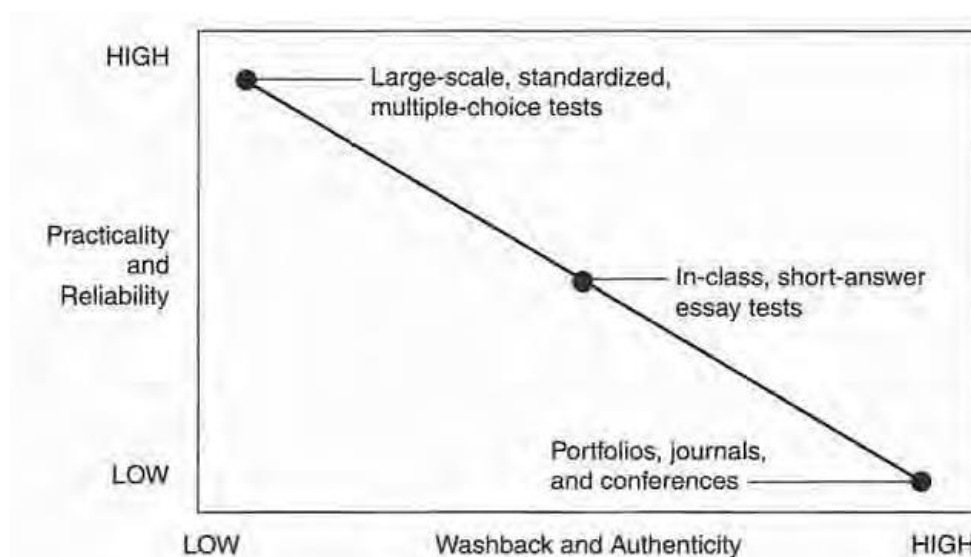 HIGH
Large-scale, standardized,
multiple-choice tests
Practicality
and
Reliability
In-class, short-answer
essay tests
Portfolios, journals,
and conferences
LOW
LOW
Washback and Authenticity
HIGH